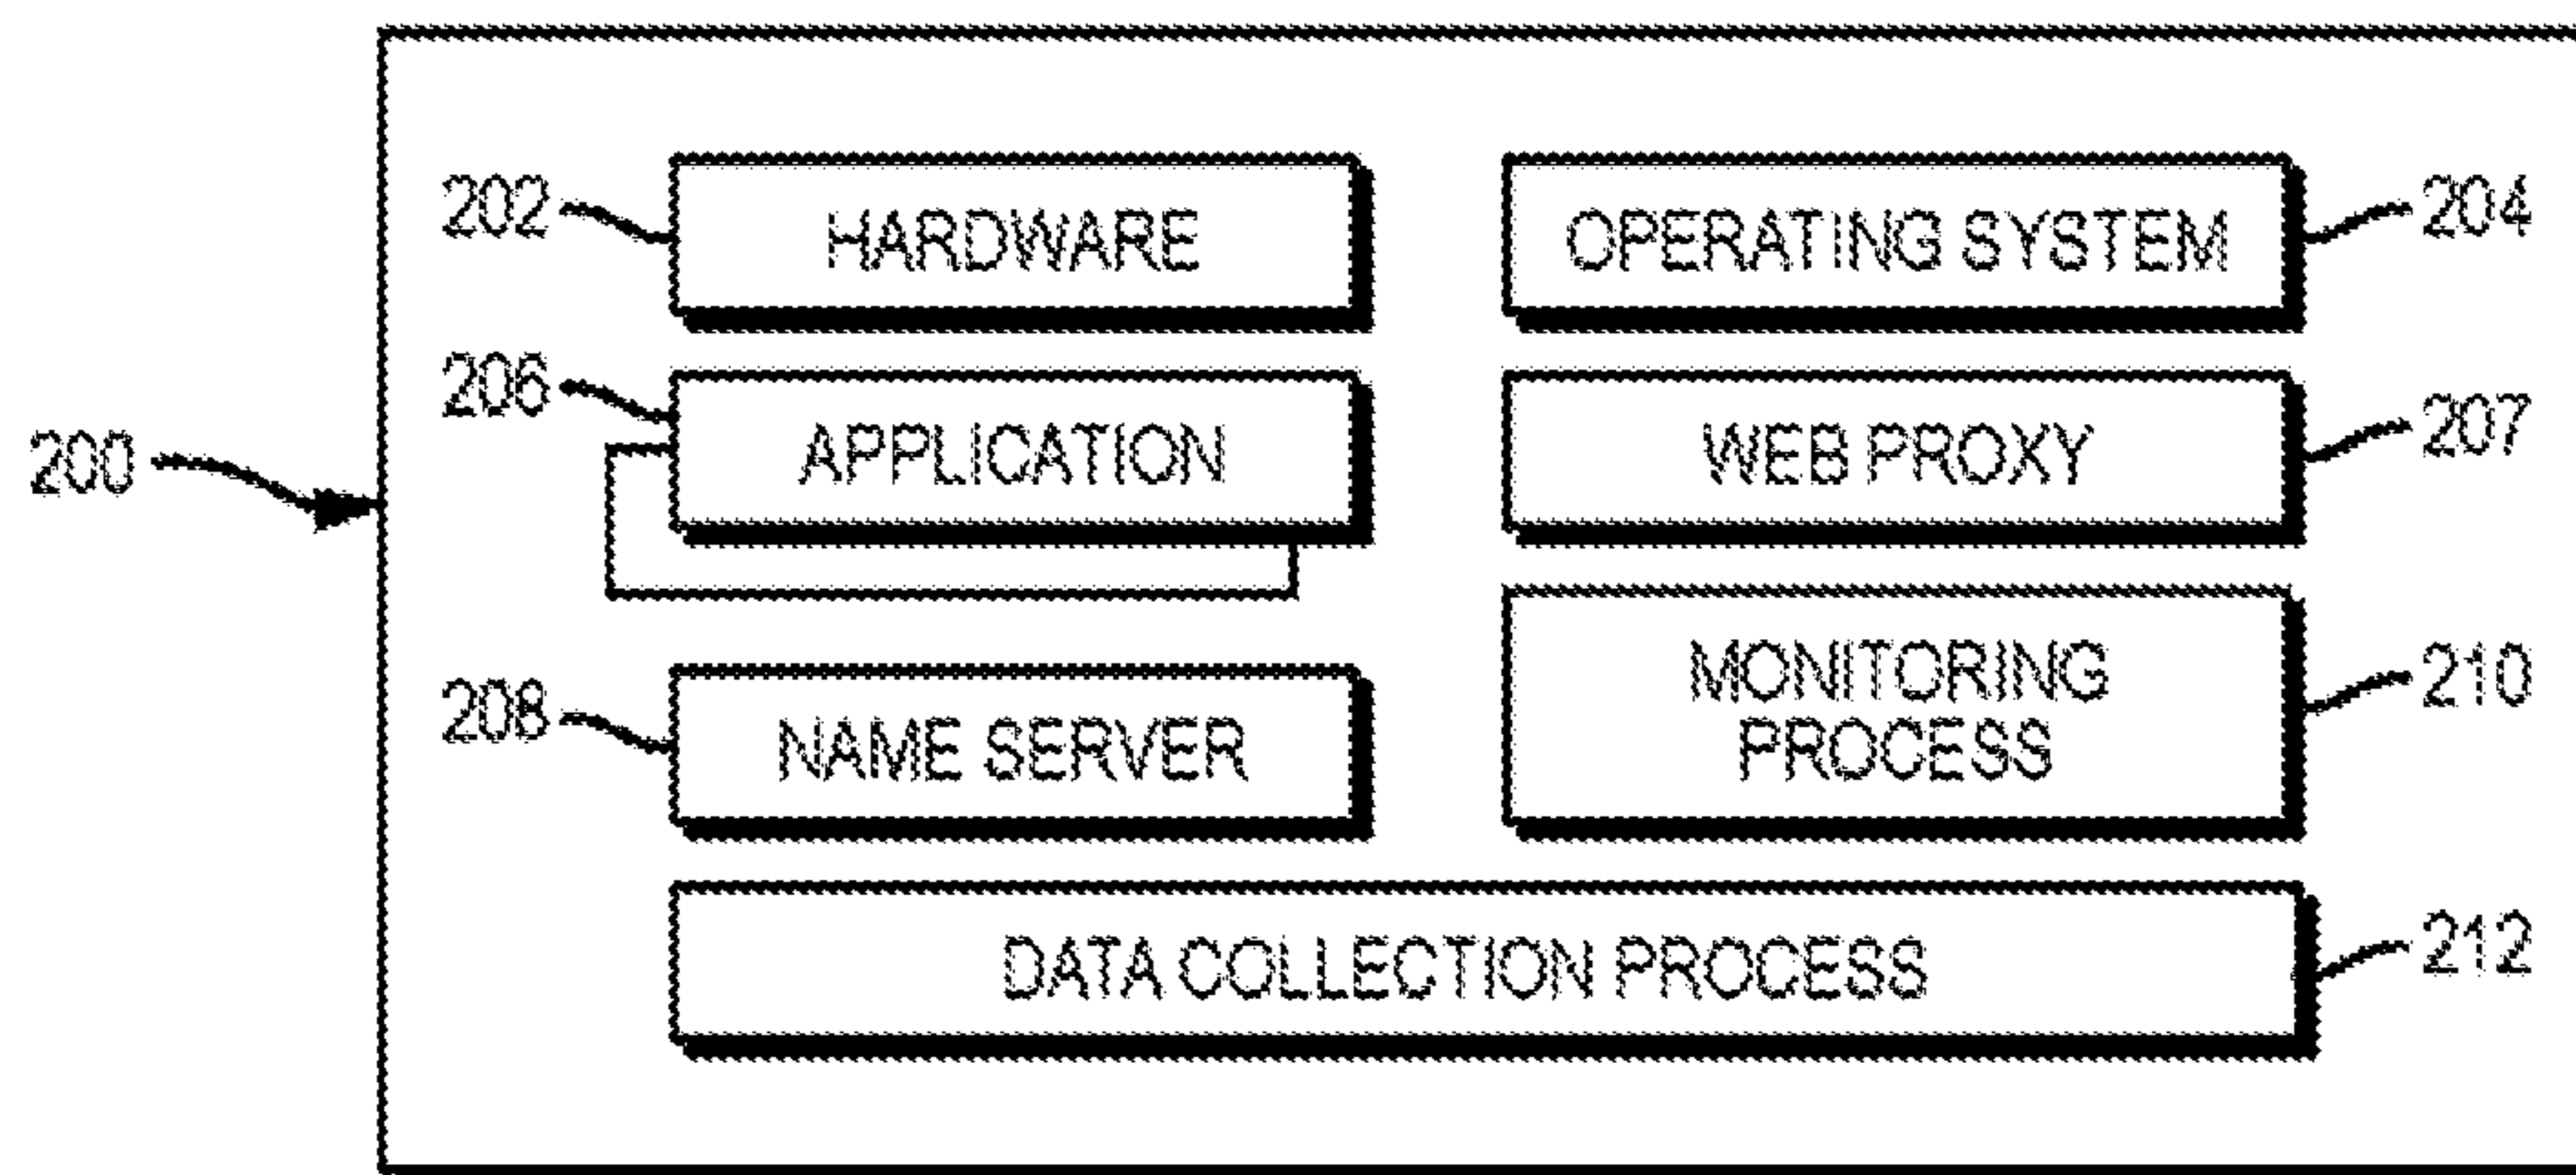 202 HARDWARE OPERATING SYSTEM 204
206 APPLICATION WEB PROXY 207
200
208 NAME SERVER MONITORING PROCESS 210
DATA COLLECTION PROCESS 212